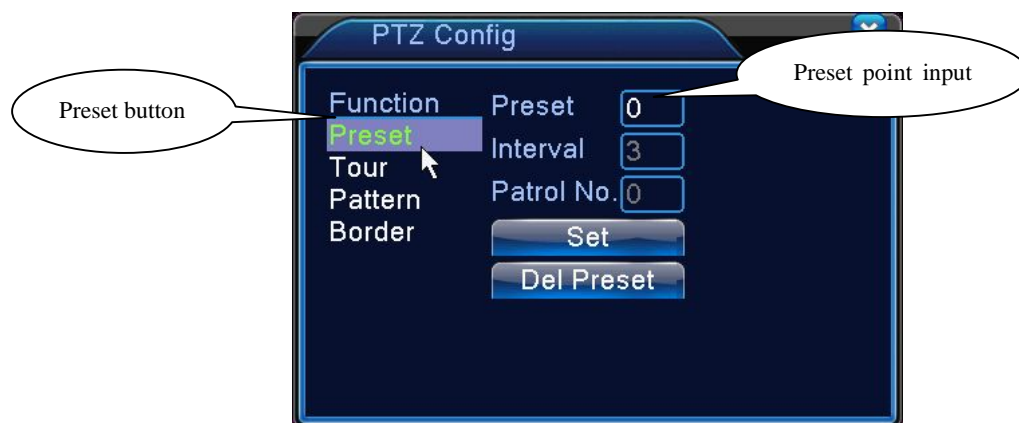 PTZ Config
Preset point input
Preset button
Function
Preset
Tour
Pattern
Border
Preset 0
Interval 3
Patrol No. 0
Set
Del Preset